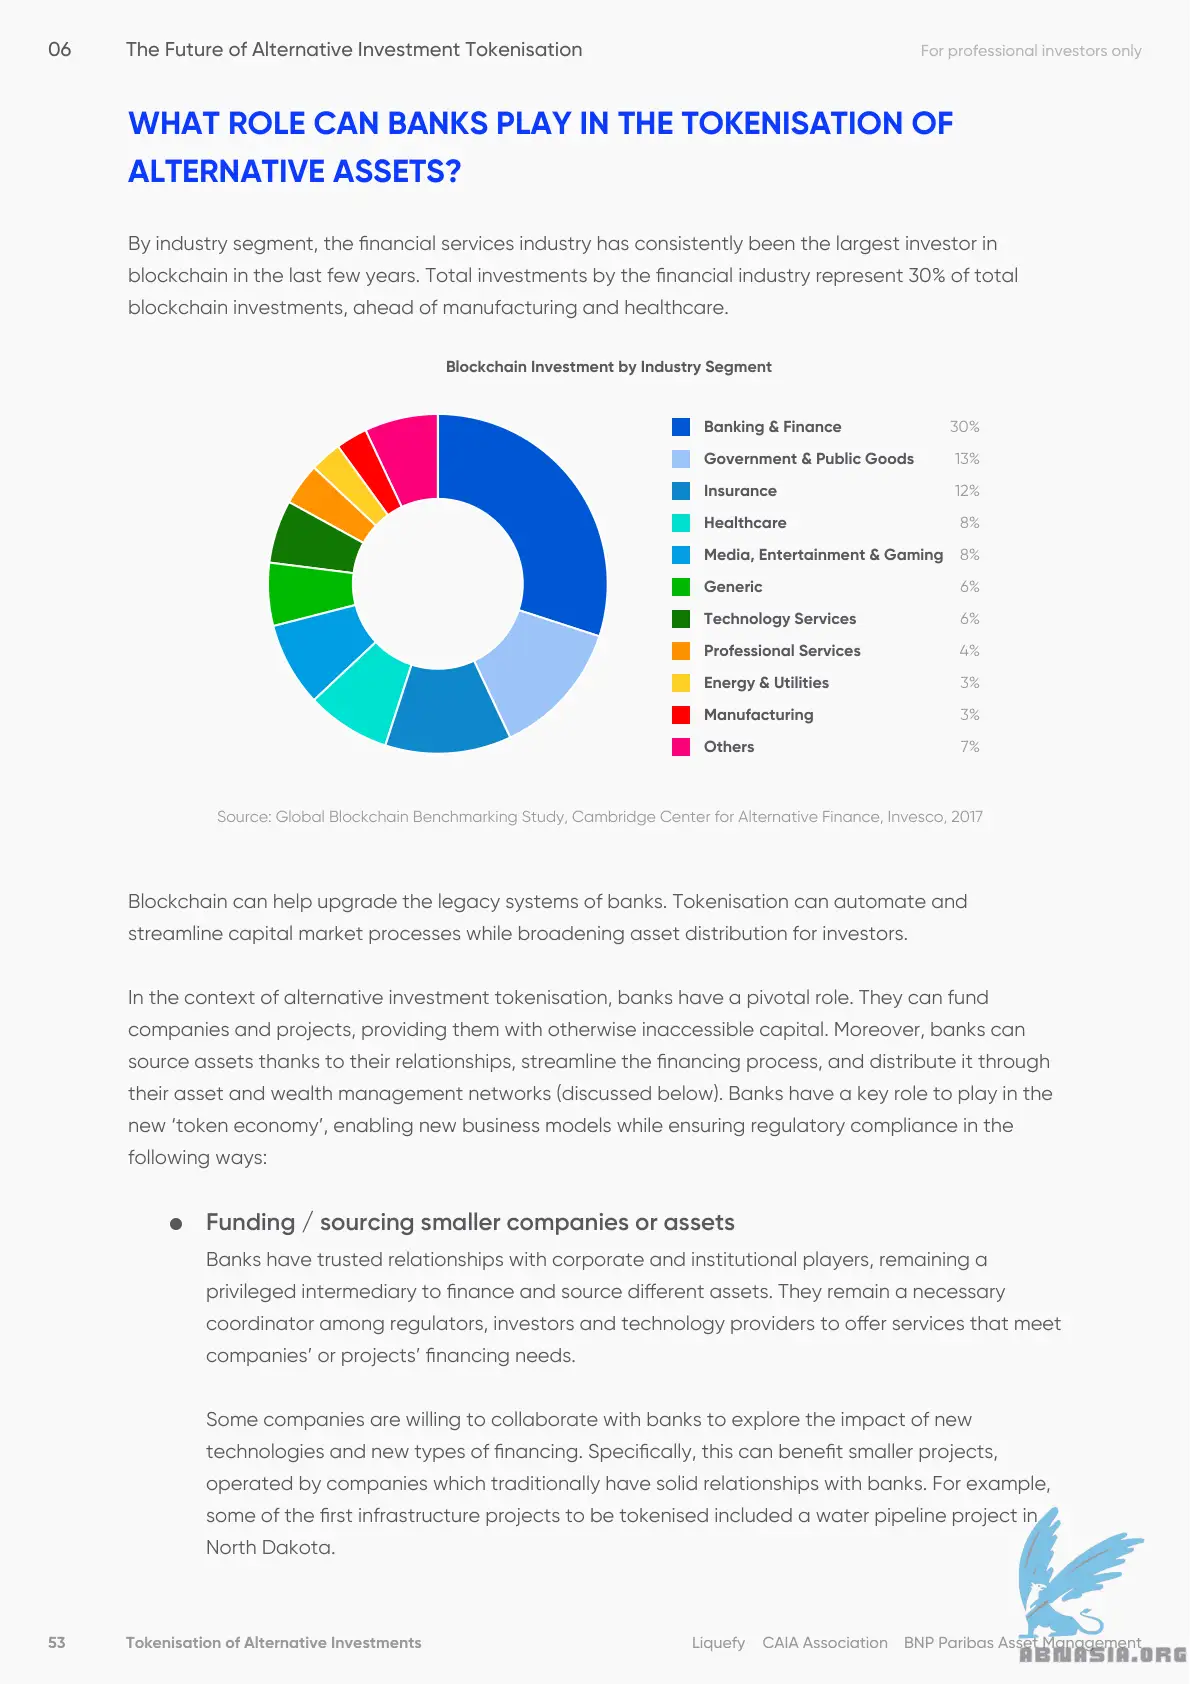 06 The Future of Alternative Investment Tokenisation For professional investors only
WHAT ROLE CAN BANKS PLAY IN THE TOKENISATION OF
ALTERNATIVE ASSETS?
By industry segment, the financial services industry has consistently been the largest investor in
blockchain in the last few years. Total investments by the financial industry represent 30% of total
blockchain investments, ahead of manufacturing and healthcare.
Blockchain Investment by Industry Segment
Banking & Finance 30%
Government & Public Goods 13%
Insurance 12%
Healthcare 8%
Media, Entertainment & Gaming 8%
Generic 6%
Technology Services 6%
Professional Services 4%
Energy & Utilities 3%
Manufacturing 3%
Others 7%
Source: Global Blockchain Benchmarking Study, Cambridge Center for Alternative Finance, Invesco, 2017
Blockchain can help upgrade the legacy systems of banks. Tokenisation can automate and
streamline capital market processes while broadening asset distribution for investors.
In the context of alternative investment tokenisation, banks have a pivotal role. They can fund
companies and projects, providing them with otherwise inaccessible capital. Moreover, banks can
source assets thanks to their relationships, streamline the financing process, and distribute it through
their asset and wealth management networks (discussed below). Banks have a key role to play in the
new ‘token economy’, enabling new business models while ensuring regulatory compliance in the
following ways:
● Funding / sourcing smaller companies or assets
Banks have trusted relationships with corporate and institutional players, remaining a
privileged intermediary to finance and source different assets. They remain a necessary
coordinator among regulators, investors and technology providers to offer services that meet
companies’ or projects’ financing needs.
Some companies are willing to collaborate with banks to explore the impact of new
technologies and new types of financing. Specifically, this can benefit smaller projects,
operated by companies which traditionally have solid relationships with banks. For example,
some of the first infrastructure projects to be tokenised included a water pipeline project in
North Dakota.
53 Tokenisation of Alternative Investments Liquefy CAIA Association BNP Paribas Asset Management
ABNASIA.ORG